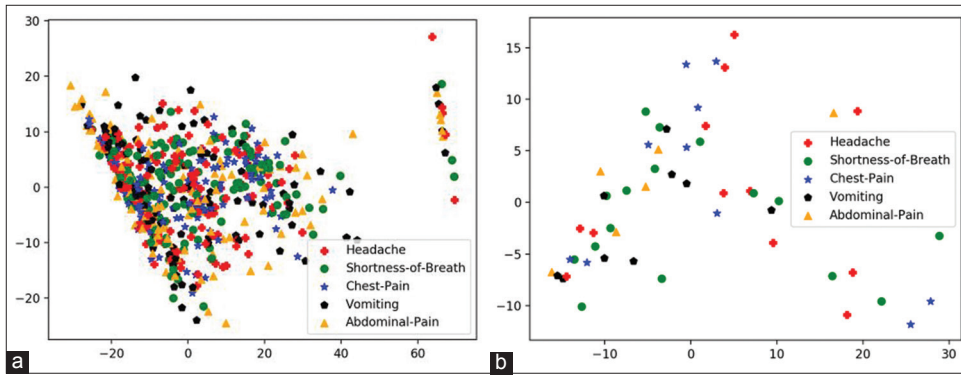 30
20
10
0
−10
−20
−20
0
20
40
60
Headache
Shortness-of-Breath
Chest-Pain
Vomiting
Abdominal-Pain
a
15
10
5
0
−5
−10
−10
0
10
20
30
Headache
Shortness-of-Breath
Chest-Pain
Vomiting
Abdominal-Pain
b